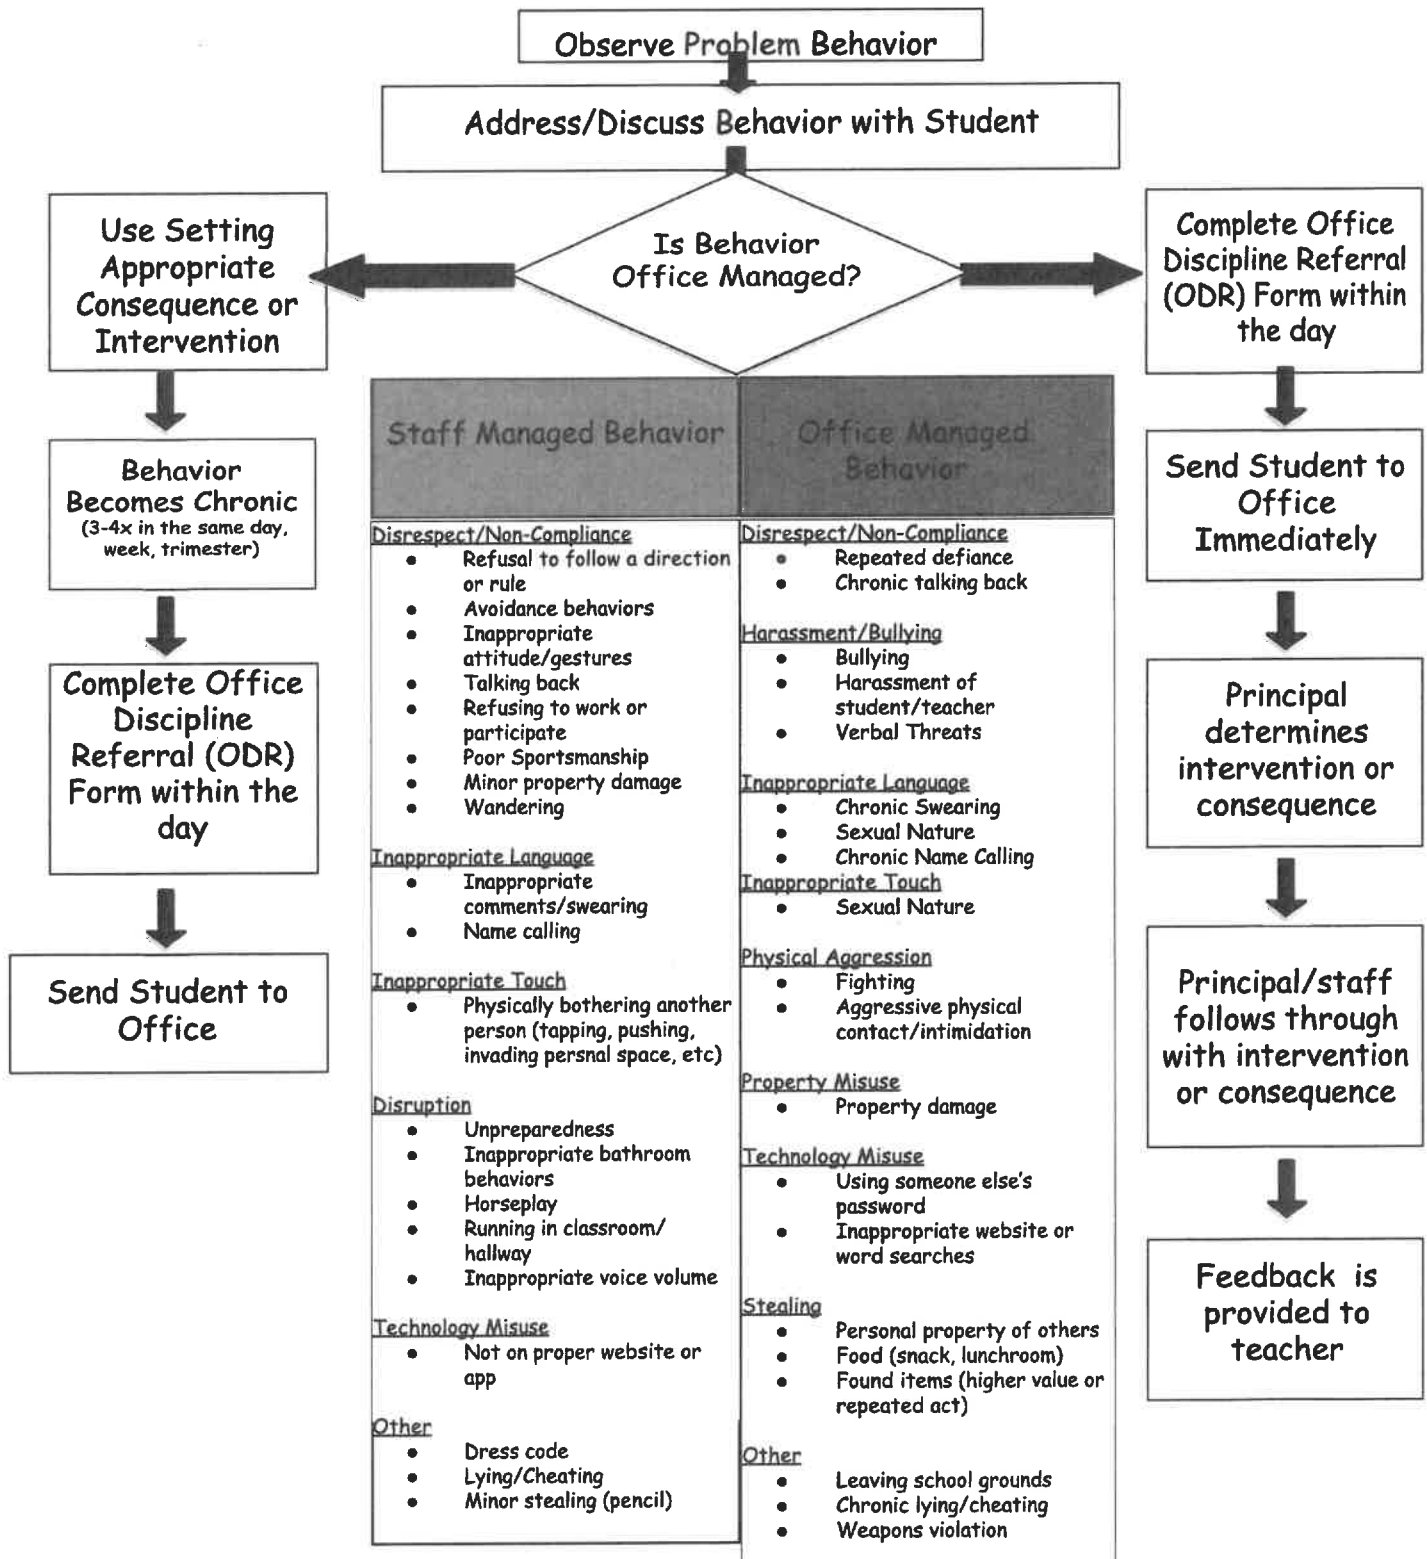 Observe Problem Behavior
Address/Discuss Behavior with Student
Is Behavior
Office Managed?
Use Setting
Appropriate
Consequence or
Intervention
Behavior
Becomes Chronic
(3-4x in the same day,
week, trimester)
Complete Office
Discipline
Referral (ODR)
Form within the
day
Send Student to
Office
Staff Managed Behavior
Disrespect/Non-Compliance
● Refusal to follow a direction
or rule
● Avoidance behaviors
● Inappropriate
attitude/gestures
● Talking back
● Refusing to work or
participate
● Poor Sportsmanship
● Minor property damage
● Wandering
Inappropriate Language
● Inappropriate
comments/swearing
● Name calling
Inappropriate Touch
● Physically bothering another
person (tapping, pushing,
invading persnal space, etc)
Disruption
● Unpreparedness
● Inappropriate bathroom
behaviors
● Horseplay
● Running in classroom/
hallway
● Inappropriate voice volume
Technology Misuse
● Not on proper website or
app
Other
● Dress code
● Lying/Cheating
● Minor stealing (pencil)
Office Managed
Behavior
Disrespect/Non-Compliance
● Repeated defiance
● Chronic talking back
Harassment/Bullying
● Bullying
● Harassment of
student/teacher
● Verbal Threats
Inappropriate Language
● Chronic Swearing
● Sexual Nature
● Chronic Name Calling
Inappropriate Touch
● Sexual Nature
Physical Aggression
● Fighting
● Aggressive physical
contact/intimidation
Property Misuse
● Property damage
Technology Misuse
● Using someone else's
password
● Inappropriate website or
word searches
Stealing
● Personal property of others
● Food (snack, lunchroom)
● Found items (higher value or
repeated act)
Other
● Leaving school grounds
● Chronic lying/cheating
● Weapons violation
Complete Office
Discipline Referral
(ODR) Form within
the day
Send Student to
Office
Immediately
Principal
determines
intervention or
consequence
Principal/staff
follows through
with intervention
or consequence
Feedback is
provided to
teacher